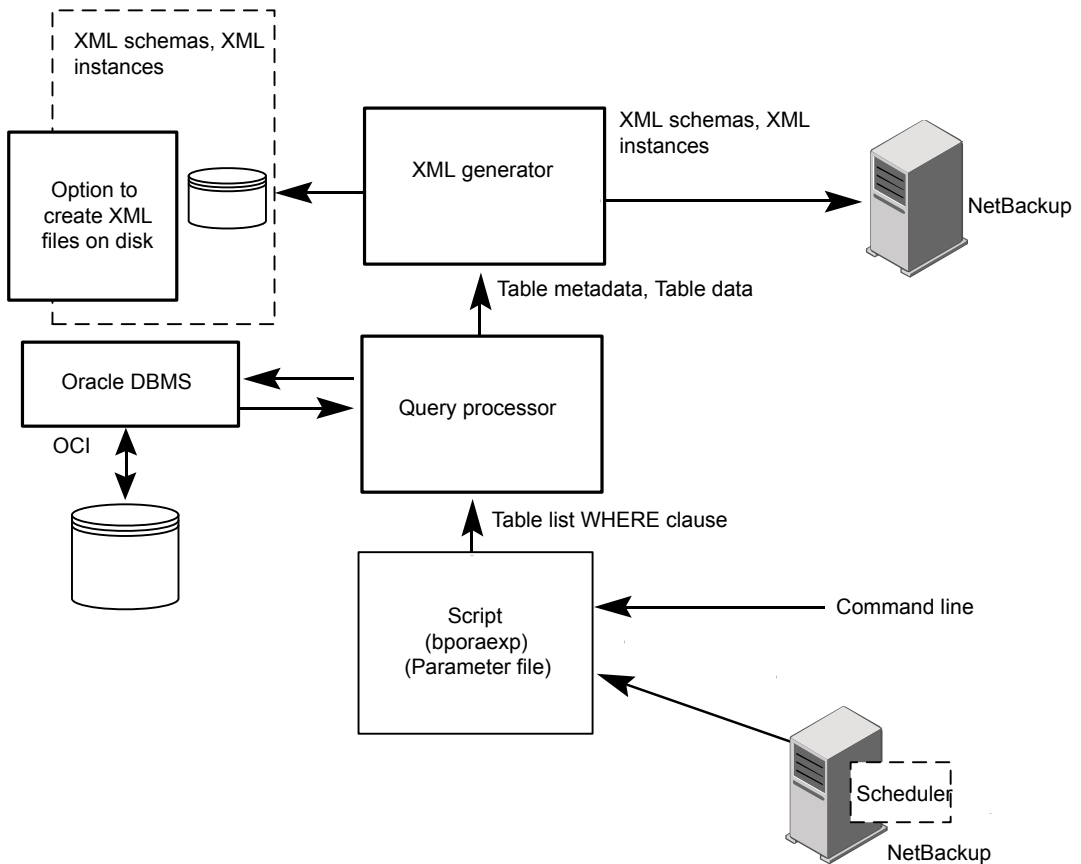 XML schemas, XML
instances
Option to
create XML
files on disk
XML generator
XML schemas, XML
instances
NetBackup
Table metadata, Table data
Oracle DBMS
Query processor
OCI
Table list WHERE clause
Script
(bporaexp)
(Parameter file)
Command line
Scheduler
NetBackup